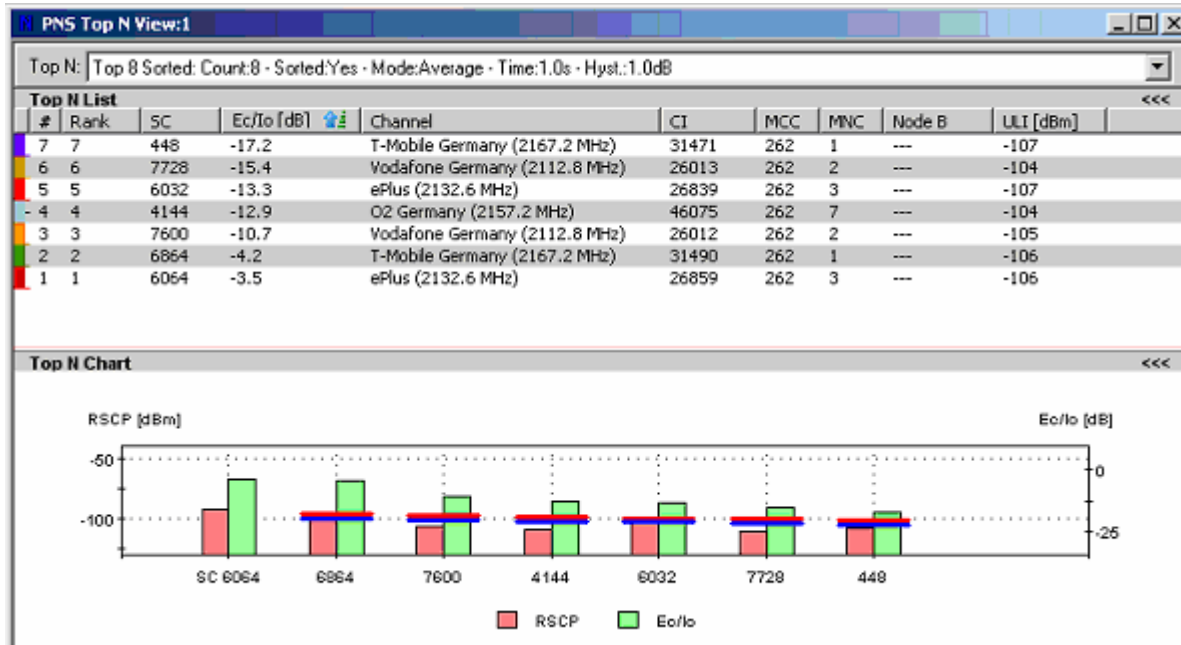 PNS Top N View:1
Top N: Top 8 Sorted: Count:8 - Sorted:Yes - Mode:Average - Time:1.0s - Hyst.:1.0dB
Top N List <<<
# Rank SC Ec/Io [dB] Channel CI MCC MNC Node B ULI [dBm]
7 7 448 -17.2 T-Mobile Germany (2167.2 MHz) 31471 262 1 --- -107
6 6 7728 -15.4 Vodafone Germany (2112.8 MHz) 26013 262 2 --- -104
5 5 6032 -13.3 ePlus (2132.6 MHz) 26839 262 3 --- -107
4 4 4144 -12.9 O2 Germany (2157.2 MHz) 46075 262 7 --- -104
3 3 7600 -10.7 Vodafone Germany (2112.8 MHz) 26012 262 2 --- -105
2 2 6864 -4.2 T-Mobile Germany (2167.2 MHz) 31490 262 1 --- -106
1 1 6064 -3.5 ePlus (2132.6 MHz) 26859 262 3 --- -106
Top N Chart <<<
RSCP [dBm] Ec/Io [dB]
-50 0
-100 -25
SC 6064 6864 7600 4144 6032 7728 448
RSCP Ec/Io